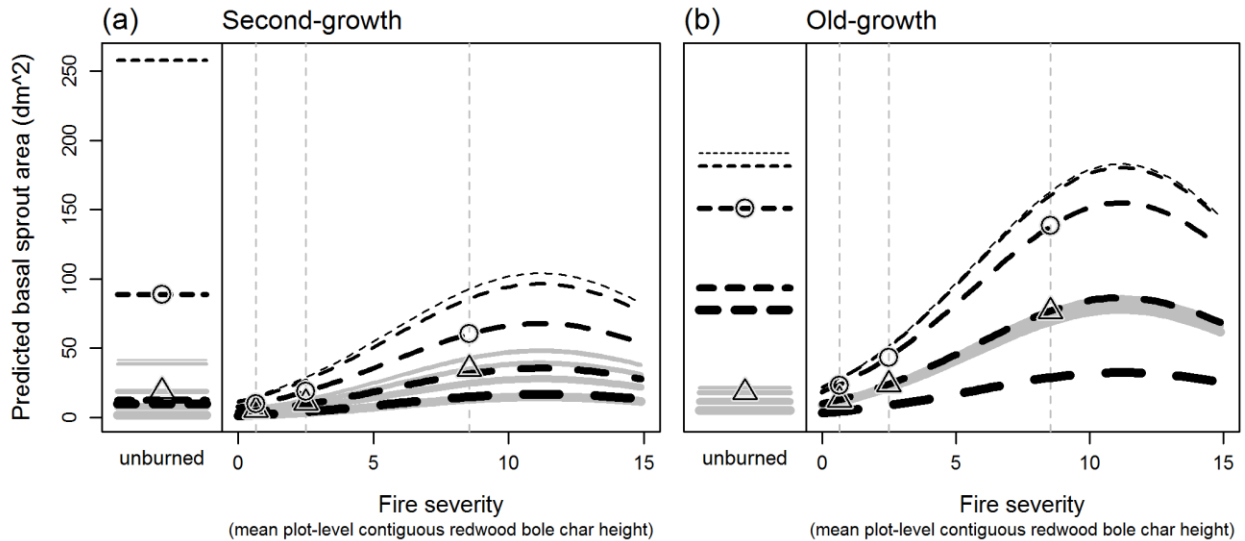 (a) Second-growth
(b) Old-growth
Predicted basal sprout area (dm^2)
250
200
150
100
50
0
unburned
0 5 10 15
unburned
0 5 10 15
Fire severity
(mean plot-level contiguous redwood bole char height)
Fire severity
(mean plot-level contiguous redwood bole char height)